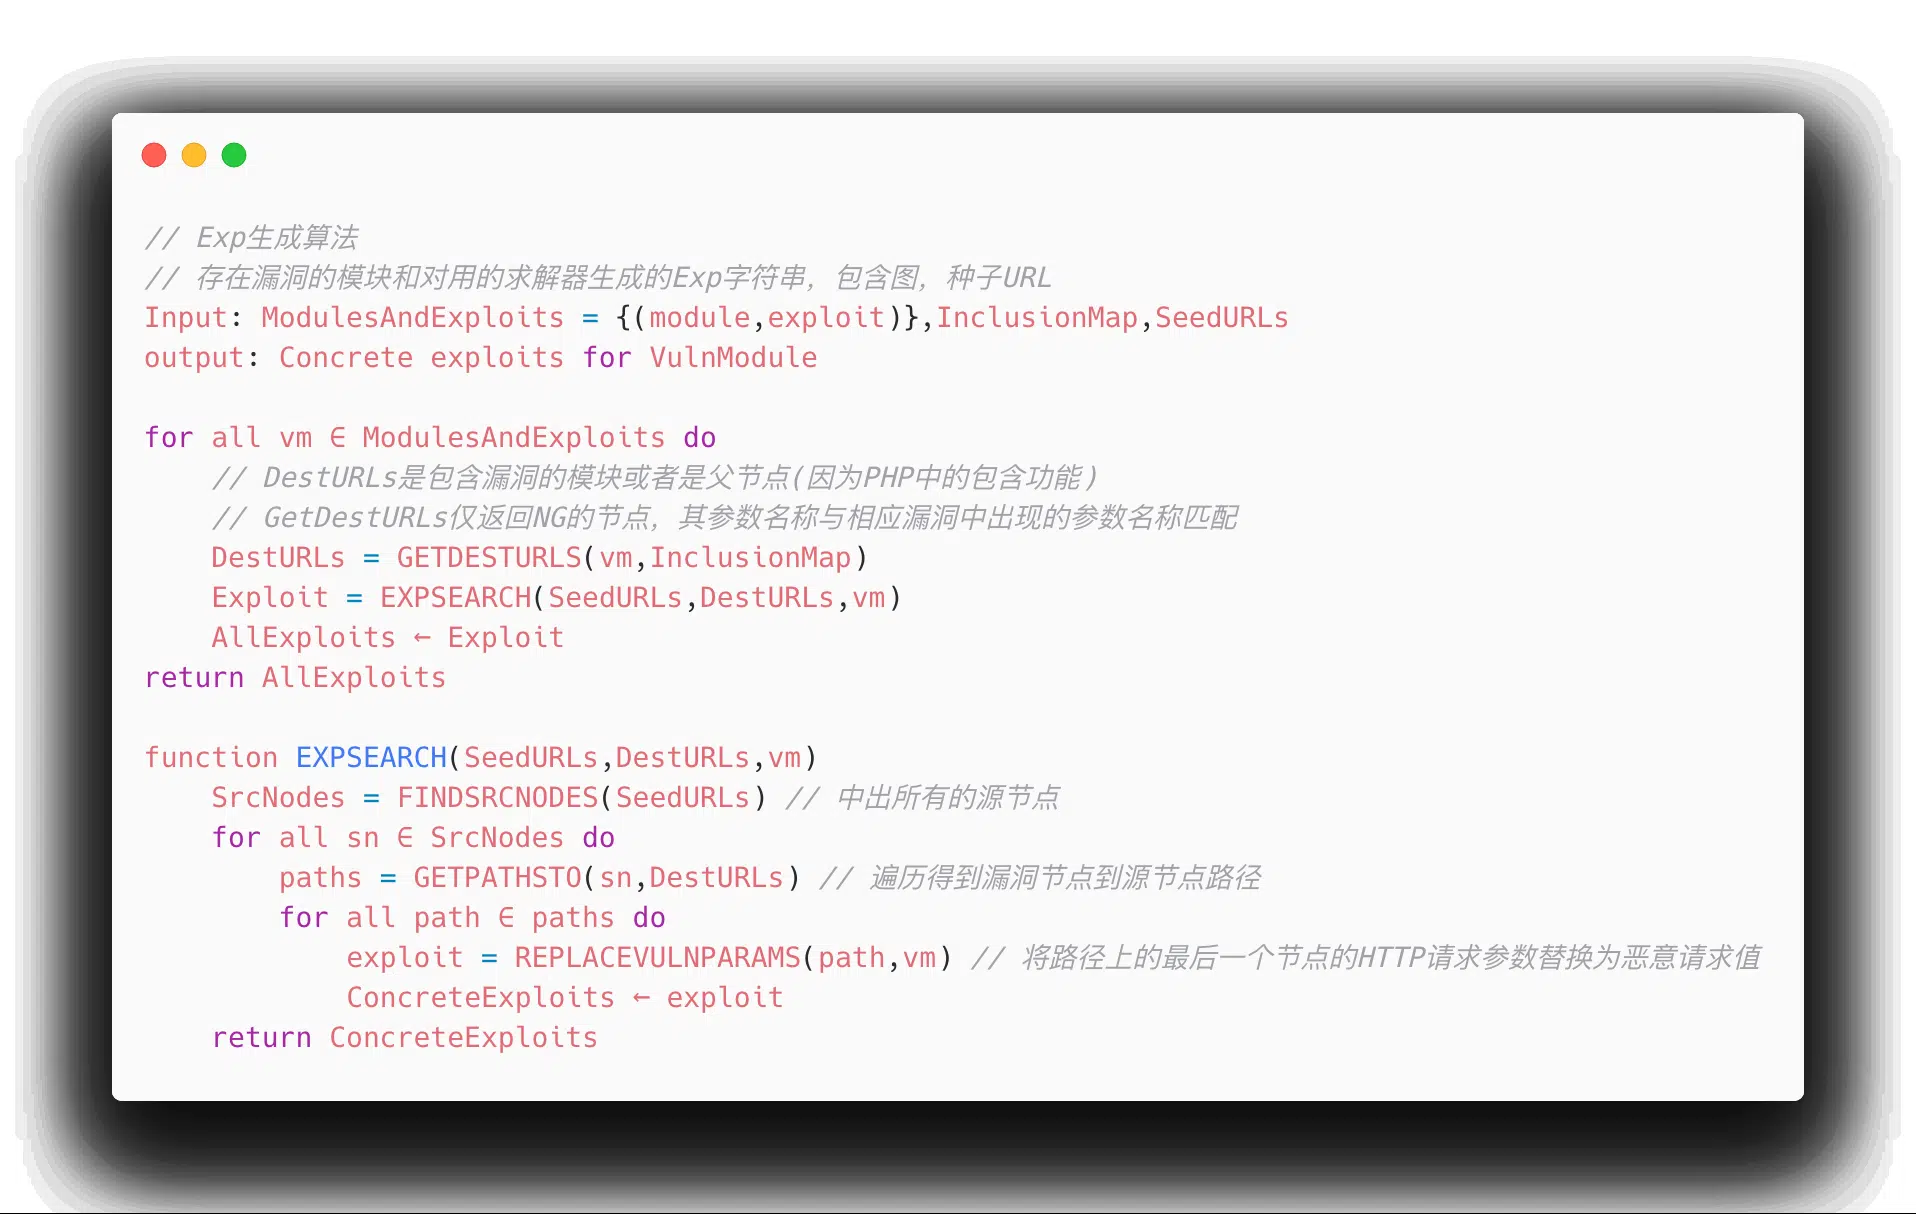 // Exp生成算法
// 存在漏洞的模块和对用的求解器生成的Exp字符串，包含图，种子URL
Input: ModulesAndExploits = {(module,exploit)},InclusionMap,SeedURLs
output: Concrete exploits for VulnModule
for all vm ∈ ModulesAndExploits do
// DestURLs是包含漏洞的模块或者是父节点(因为PHP中的包含功能)
// GetDestURLs仅返回NG的节点，其参数名称与相应漏洞中出现的参数名称匹配
DestURLs = GETDESTURLS(vm,InclusionMap)
Exploit = EXPSEARCH(SeedURLs,DestURLs,vm)
AllExploits ← Exploit
return AllExploits
function EXPSEARCH(SeedURLs,DestURLs,vm)
SrcNodes = FINDSRCNODES(SeedURLs) // 中出所有的源节点
for all sn ∈ SrcNodes do
paths = GETPATHSTO(sn,DestURLs) // 遍历得到漏洞节点到源节点路径
for all path ∈ paths do
exploit = REPLACEVULNPARAMS(path,vm) // 将路径上的最后一个节点的HTTP请求参数替换为恶意请求值
ConcreteExploits ← exploit
return ConcreteExploits